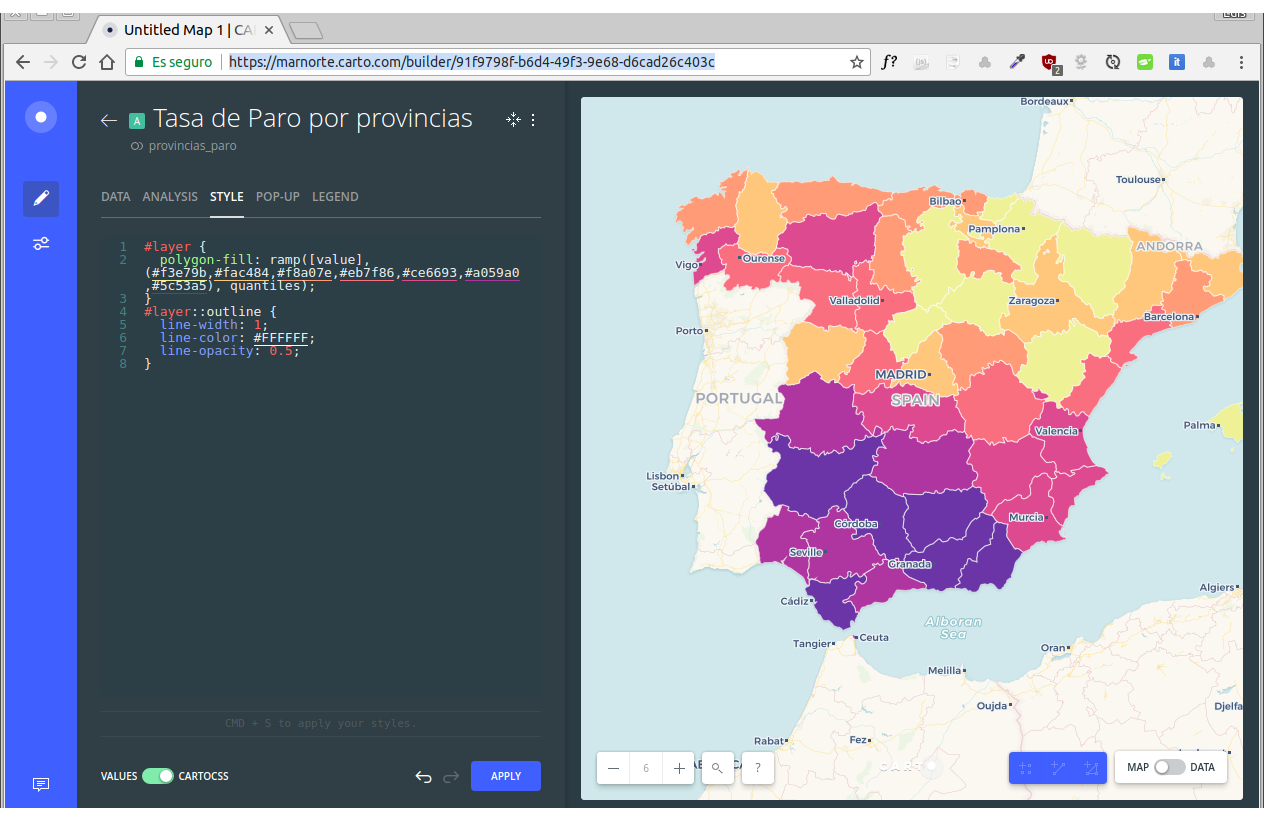 Untitled Map 1 | CA
Es seguro
https://marnorte.carto.com/builder/91f9798f-b6d4-49f3-9e68-d6cad26c403c
f?
2
it
A
Tasa de Paro por provincias
provincias_paro
DATA ANALYSIS STYLE POP-UP LEGEND
1 #layer {
2 polygon-fill: ramp([value],
(#f3e79b,#fac484,#f8a07e,#eb7f86,#ce6693,#a059a0
,#5c53a5), quantiles);
3 }
4 #layer::outline {
5 line-width: 1;
6 line-color: #FFFFFF;
7 line-opacity: 0.5;
8 }
CMD + S to apply your styles.
VALUES CARTOCSS
APPLY
Bordeaux
Toulouse
Bilbao
Pamplona
ANDORRA
Vigo
Ourense
Valladolid
Zaragoza
Barcelona
Porto
MADRID
PORTUGAL
SPAIN
Palma
Valencia
Lisbon
Setúbal
Murcia
Córdoba
Seville
Granada
Algiers
Cádiz
Alboran
Sea
Tangier
Ceuta
Oran
Melilla
Oujda
Djelfa
Rabat
Fez
6
?
CARTO
MAP DATA